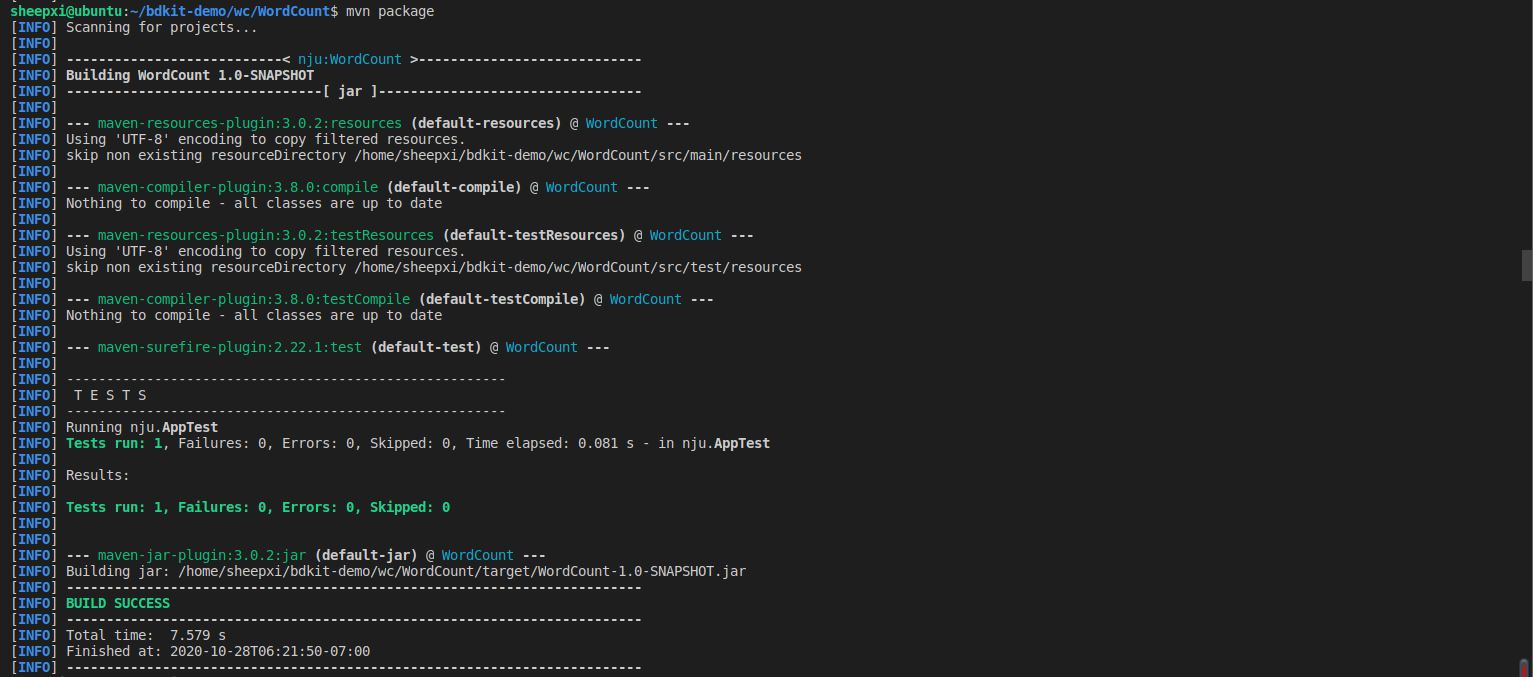 sheepxi@ubuntu:~/bdkit-demo/wc/WordCount$ mvn package
[INFO] Scanning for projects...
[INFO]
[INFO] ---------------------------< nju:WordCount >----------------------------
[INFO] Building WordCount 1.0-SNAPSHOT
[INFO] --------------------------------[ jar ]---------------------------------
[INFO]
[INFO] --- maven-resources-plugin:3.0.2:resources (default-resources) @ WordCount ---
[INFO] Using 'UTF-8' encoding to copy filtered resources.
[INFO] skip non existing resourceDirectory /home/sheepxi/bdkit-demo/wc/WordCount/src/main/resources
[INFO]
[INFO] --- maven-compiler-plugin:3.8.0:compile (default-compile) @ WordCount ---
[INFO] Nothing to compile - all classes are up to date
[INFO]
[INFO] --- maven-resources-plugin:3.0.2:testResources (default-testResources) @ WordCount ---
[INFO] Using 'UTF-8' encoding to copy filtered resources.
[INFO] skip non existing resourceDirectory /home/sheepxi/bdkit-demo/wc/WordCount/src/test/resources
[INFO]
[INFO] --- maven-compiler-plugin:3.8.0:testCompile (default-testCompile) @ WordCount ---
[INFO] Nothing to compile - all classes are up to date
[INFO]
[INFO] --- maven-surefire-plugin:2.22.1:test (default-test) @ WordCount ---
[INFO]
[INFO] -------------------------------------------------------
[INFO]  T E S T S
[INFO] -------------------------------------------------------
[INFO] Running nju.AppTest
[INFO] Tests run: 1, Failures: 0, Errors: 0, Skipped: 0, Time elapsed: 0.081 s - in nju.AppTest
[INFO]
[INFO] Results:
[INFO]
[INFO] Tests run: 1, Failures: 0, Errors: 0, Skipped: 0
[INFO]
[INFO]
[INFO] --- maven-jar-plugin:3.0.2:jar (default-jar) @ WordCount ---
[INFO] Building jar: /home/sheepxi/bdkit-demo/wc/WordCount/target/WordCount-1.0-SNAPSHOT.jar
[INFO] ------------------------------------------------------------------------
[INFO] BUILD SUCCESS
[INFO] ------------------------------------------------------------------------
[INFO] Total time:  7.579 s
[INFO] Finished at: 2020-10-28T06:21:50-07:00
[INFO] ------------------------------------------------------------------------